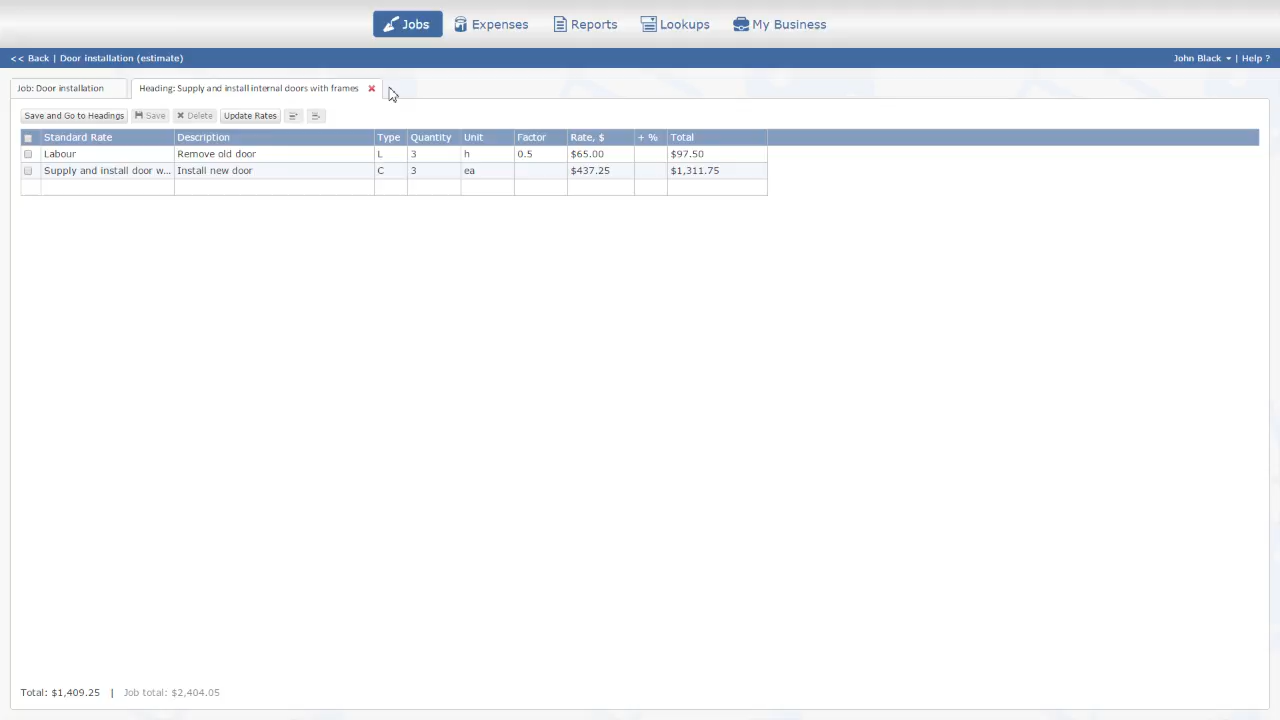 Jobs Expenses Reports Lookups My Business
<< Back | Door installation (estimate) John Black | Help ?
Job: Door installation Heading: Supply and install internal doors with frames
Save and Go to Headings Save Delete Update Rates
Standard Rate Description Type Quantity Unit Factor Rate, $ + % Total
Labour Remove old door L 3 h 0.5 $65.00 $97.50
Supply and install door w... Install new door C 3 ea $437.25 $1,311.75
Total: $1,409.25 | Job total: $2,404.05